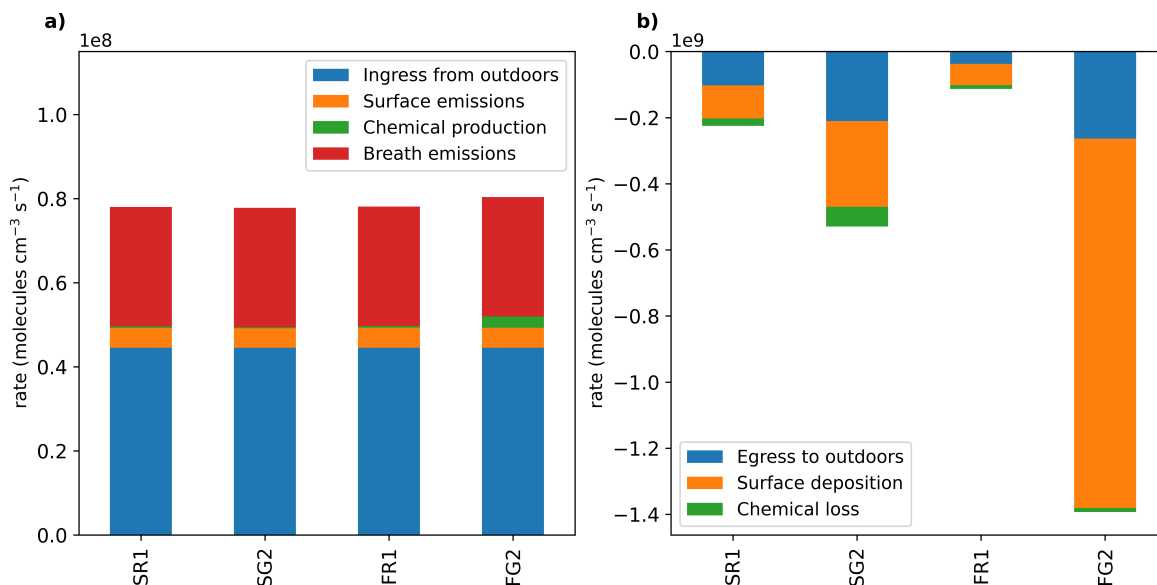 a)
1e8
Ingress from outdoors
Surface emissions
Chemical production
Breath emissions
1.0
0.8
0.6
0.4
0.2
0.0
rate (molecules cm⁻³ s⁻¹)
SR1
SG2
FR1
FG2
b)
1e9
0.0
−0.2
−0.4
−0.6
−0.8
−1.0
−1.2
−1.4
rate (molecules cm⁻³ s⁻¹)
Egress to outdoors
Surface deposition
Chemical loss
SR1
SG2
FR1
FG2